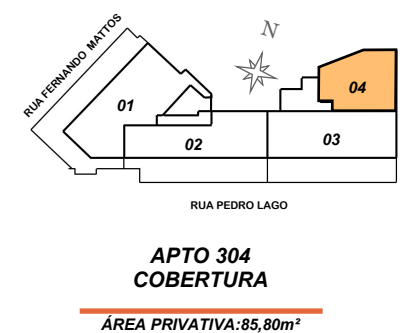 RUA FERNANDO MATTOS
N
04
01
02
03
RUA PEDRO LAGO
APTO 304
COBERTURA
ÁREA PRIVATIVA:85,80m²